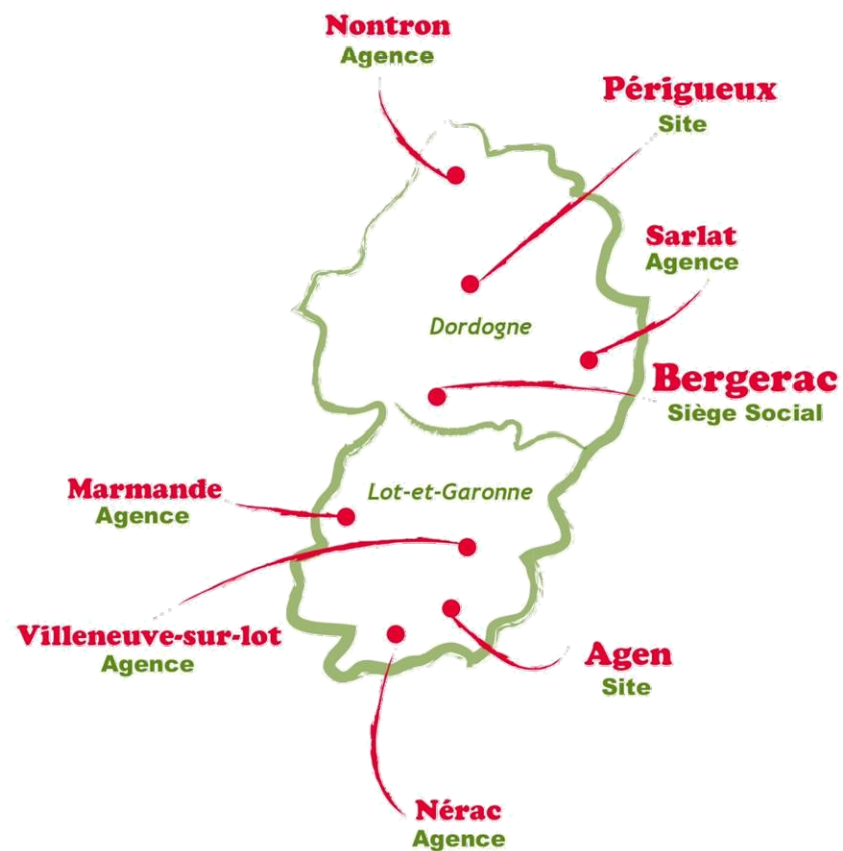 Nontron
Agence
Périgueux
Site
Sarlat
Agence
Dordogne
Bergerac
Siège Social
Marmande
Agence
Lot-et-Garonne
Villeneuve-sur-lot
Agence
Agen
Site
Nérac
Agence